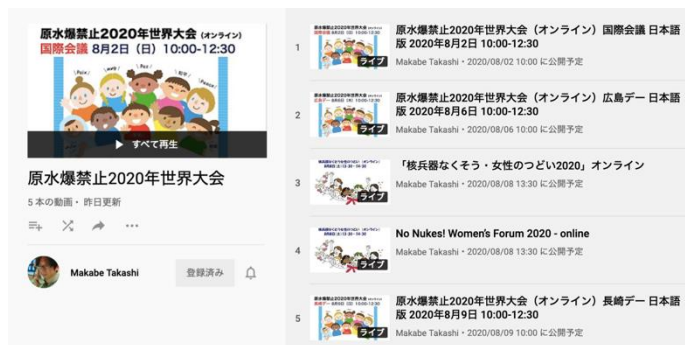 原水爆禁止2020年世界大会 (オンライン)
国際会議 8月2日（日）10:00-12:30
すべて再生
原水爆禁止2020年世界大会
5 本の動画・昨日更新
Makabe Takashi
登録済み
1
原水爆禁止2020年世界大会（オンライン）国際会議 日本語
版 2020年8月2日 10:00-12:30
Makabe Takashi・2020/08/02 10:00 に公開予定
ライブ
2
原水爆禁止2020年世界大会（オンライン）広島デー 日本語
版 2020年8月6日 10:00-12:30
Makabe Takashi・2020/08/06 10:00 に公開予定
ライブ
3
「核兵器なくそう・女性のつどい2020」オンライン
Makabe Takashi・2020/08/08 13:30 に公開予定
4
No Nukes! Women's Forum 2020 - online
Makabe Takashi・2020/08/08 13:30 に公開予定
ライブ
5
原水爆禁止2020年世界大会（オンライン）長崎デー 日本語
版 2020年8月9日 10:00-12:30
Makabe Takashi・2020/08/09 10:00 に公開予定
ライブ